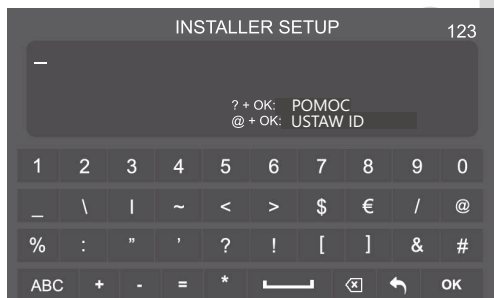 INSTALLER SETUP 123
_
? + OK: POMOC
@ + OK: USTAW ID
1 2 3 4 5 6 7 8 9 0
_ \ | ~ < > $ € / @
% : " ' ? ! [ ] & #
ABC + - = * OK